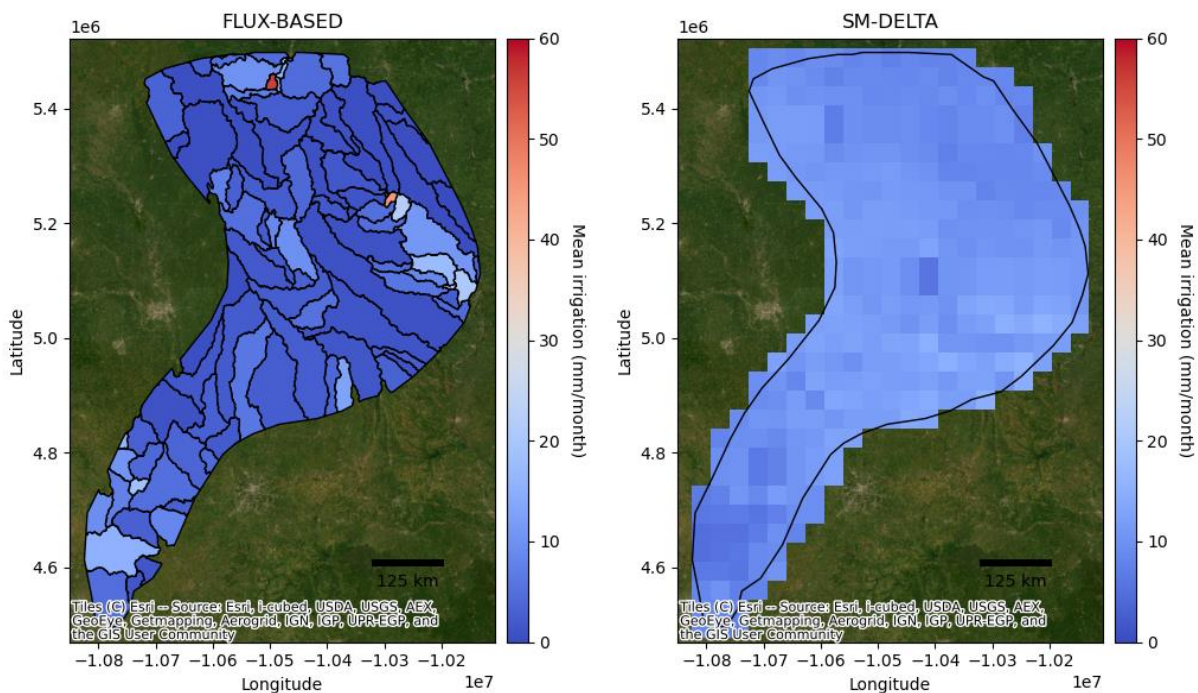 FLUX-BASED
1e6
5.4
5.2
5.0
4.8
4.6
Latitude
−1.08 −1.07 −1.06 −1.05 −1.04 −1.03 −1.02
1e7
Longitude
125 km
Tiles (C) Esri -- Source: Esri, i-cubed, USDA, USGS, AEX,
GeoEye, Getmapping, Aerogrid, IGN, IGP, UPR-EGP, and
the GIS User Community
60
50
40
30
20
10
0
Mean irrigation (mm/month)
SM-DELTA
1e6
5.4
5.2
5.0
4.8
4.6
Latitude
−1.08 −1.07 −1.06 −1.05 −1.04 −1.03 −1.02
1e7
Longitude
125 km
Tiles (C) Esri -- Source: Esri, i-cubed, USDA, USGS, AEX,
GeoEye, Getmapping, Aerogrid, IGN, IGP, UPR-EGP, and
the GIS User Community
60
50
40
30
20
10
0
Mean irrigation (mm/month)